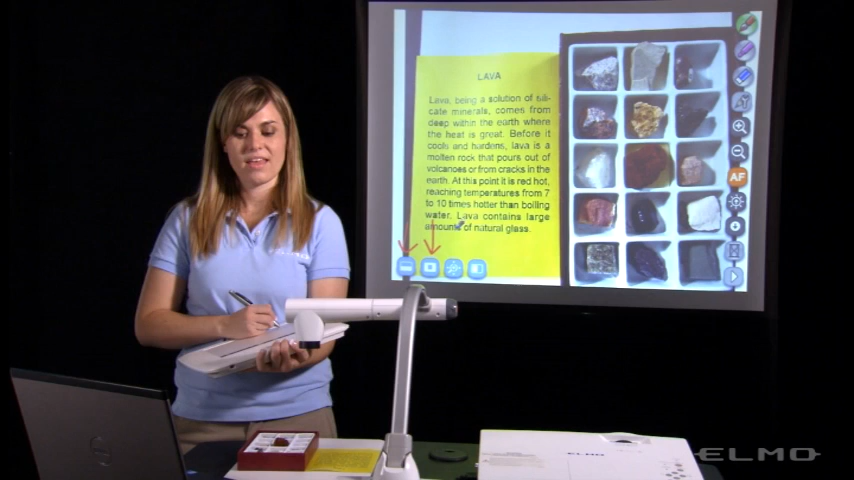 LAVA
Lava, being a solution of sili-
cate minerals, comes from
deep within the earth where
the heat is great. Before it
cools and hardens, lava is a
molten rock that pours out of
volcanoes or from cracks in the
earth. At this point it is red hot,
reaching temperatures from 7
to 10 times hotter than boiling
water. Lava contains large
amounts of natural glass.
AF
ELMO
ELMO